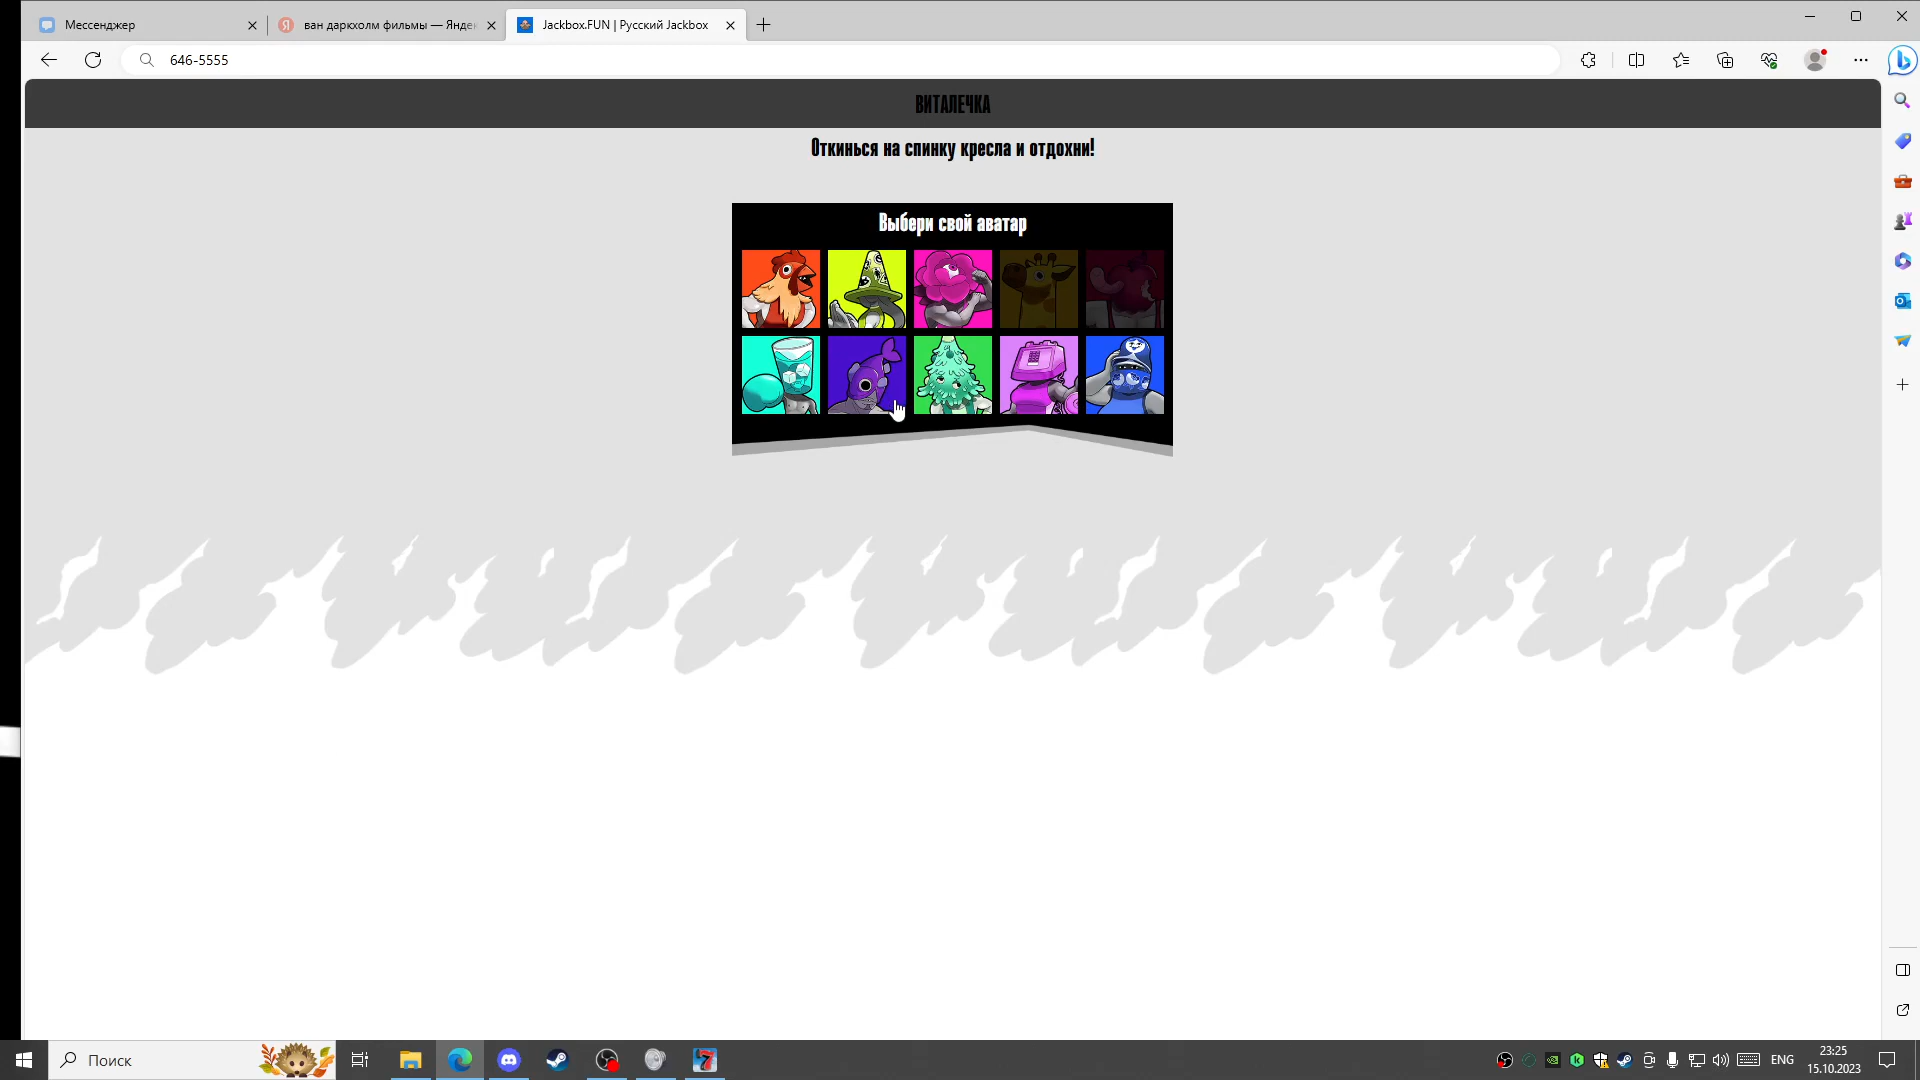 Мессенджер
ван даркхолм фильмы — Яндек
Jackbox.FUN | Русский Jackbox
646-5555
ВИТАЛЕЧКА
Откинься на спинку кресла и отдохни!
Выбери свой аватар
Поиск
ENG
23:25
15.10.2023